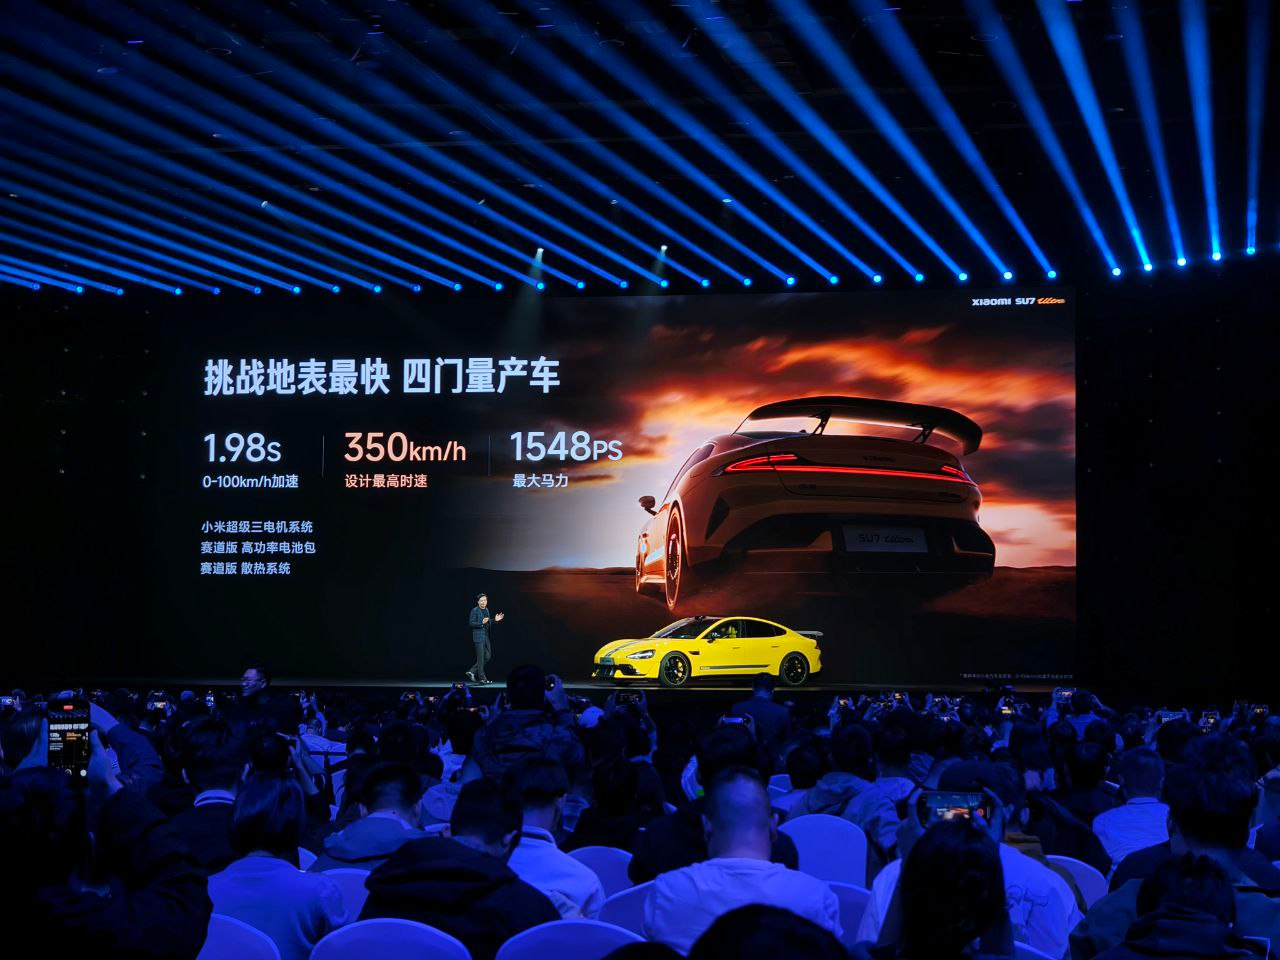 xiaomi SU7 Ultra
挑战地表最快 四门量产车
1.98S 350km/h 1548PS
0-100km/h加速 设计最高时速 最大马力
小米超级三电机系统
赛道版 高功率电池包
赛道版 散热系统
SU7 Ultra